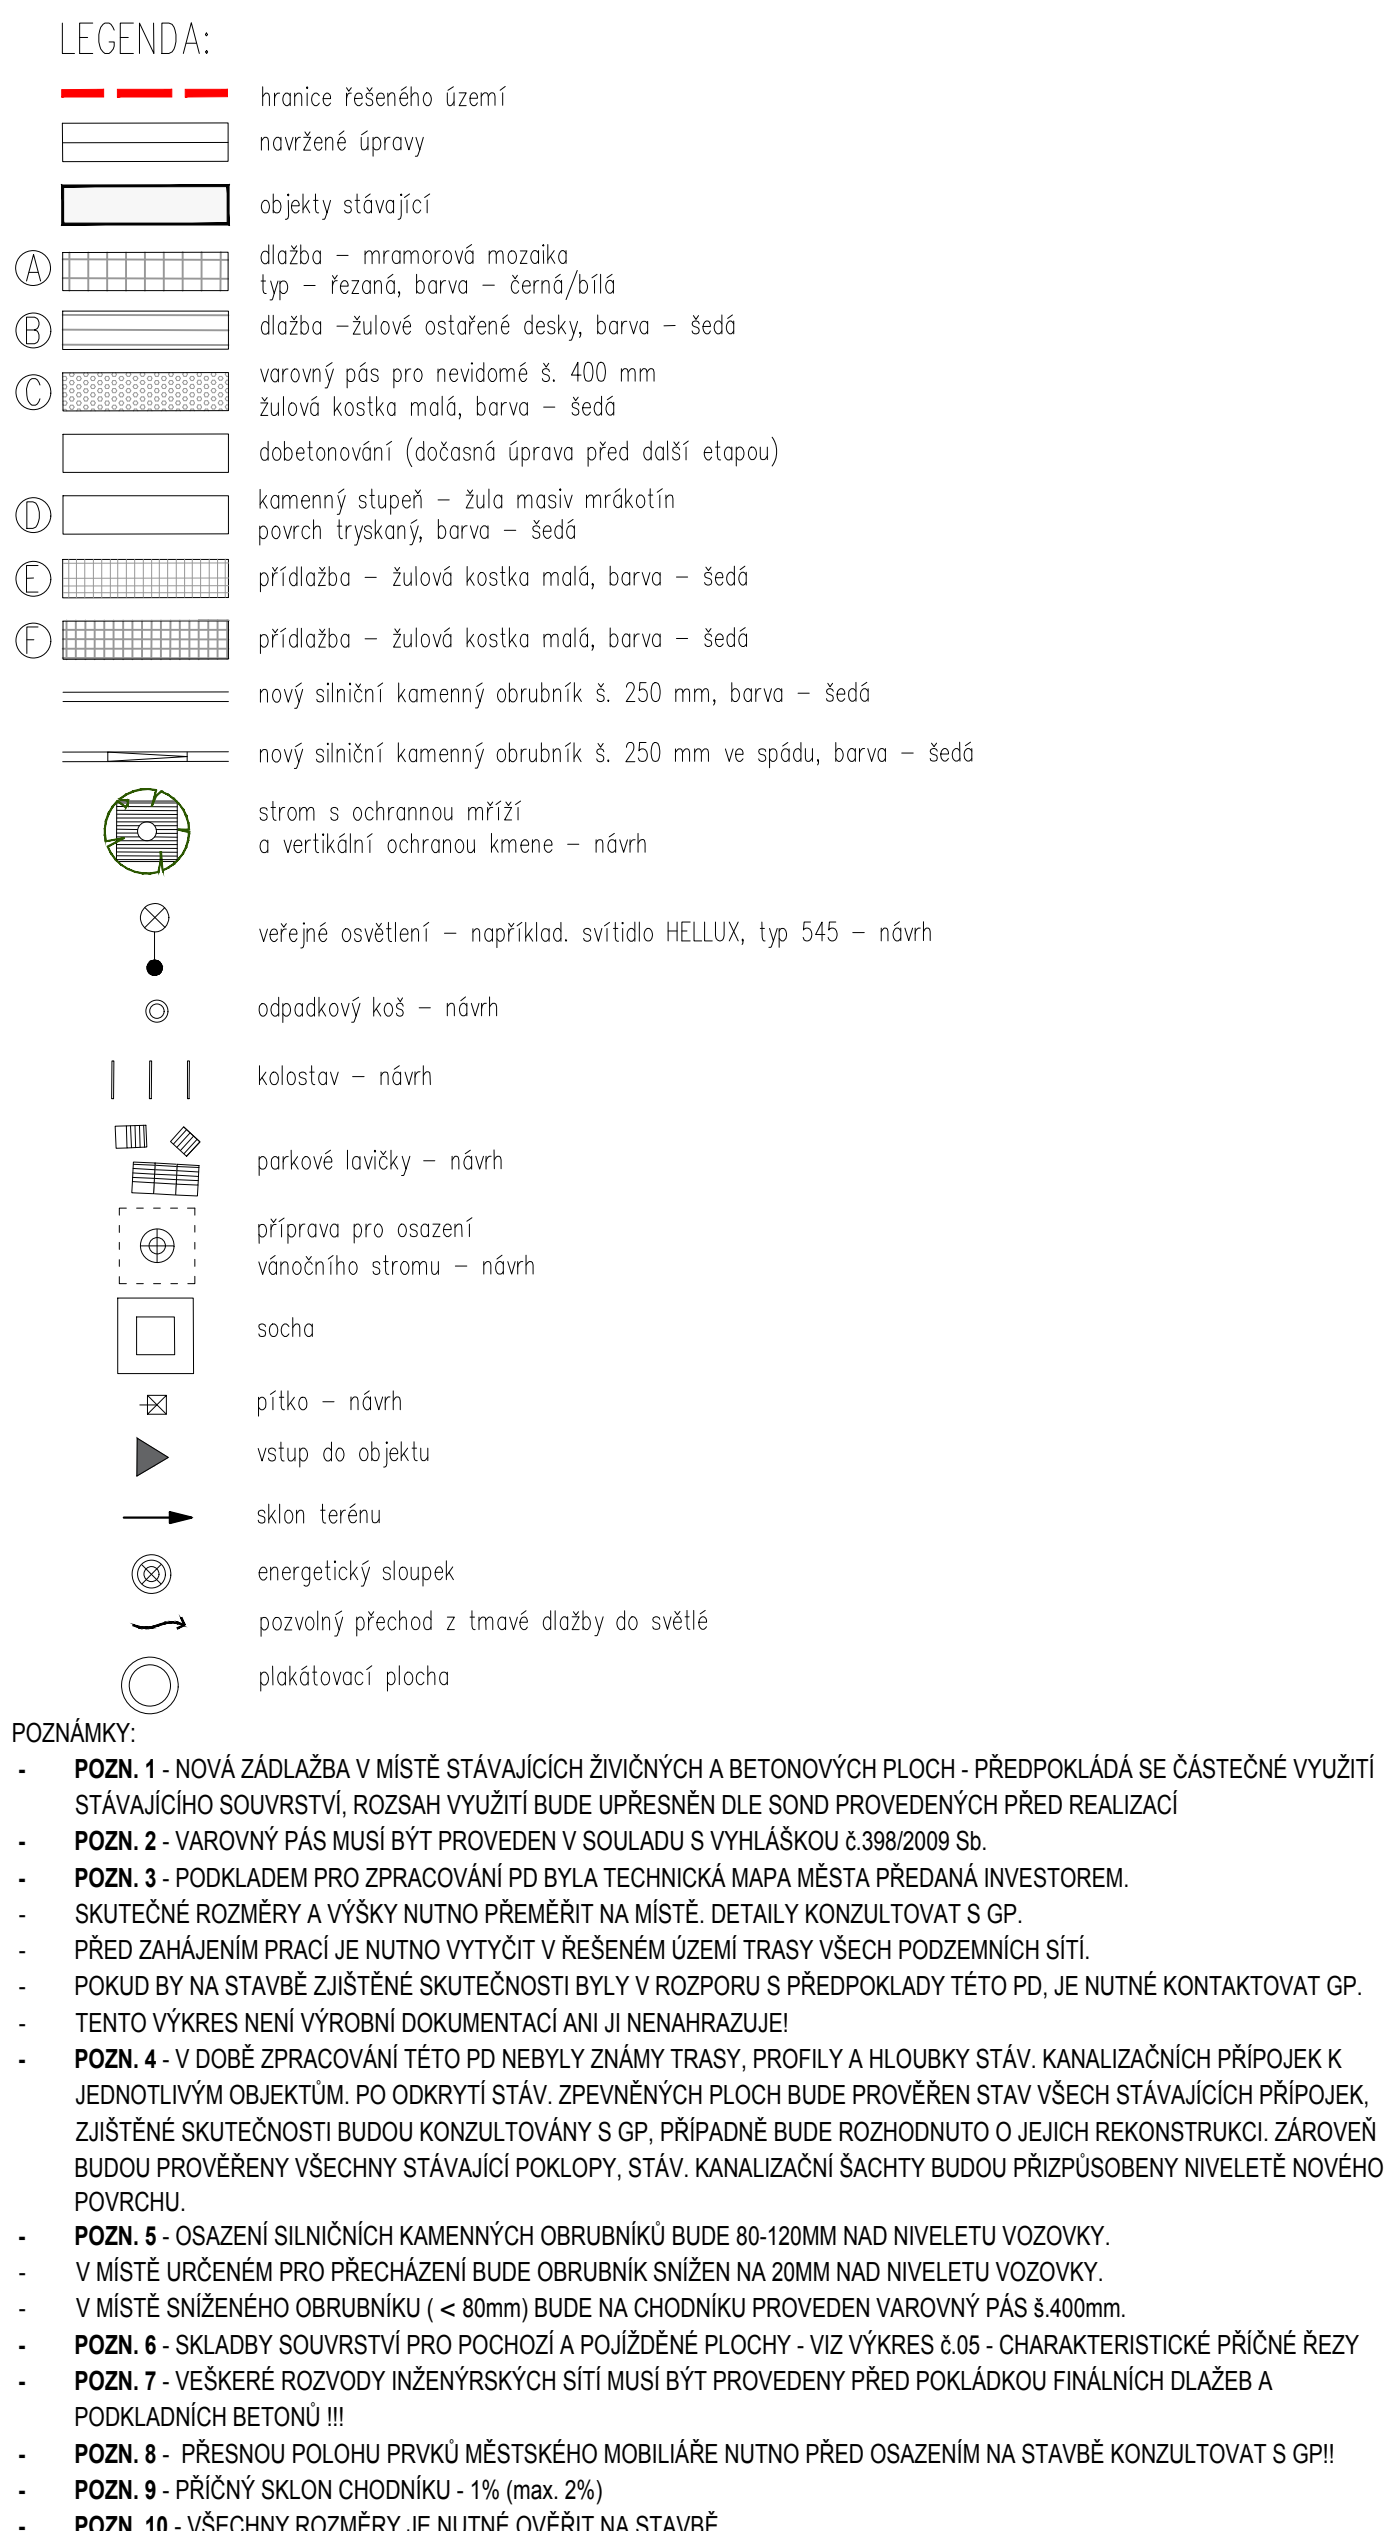 LEGENDA:
hranice řešeného území
navržené úpravy
objekty stávající
A dlažba – mramorová mozaika
typ – řezaná, barva – černá/bílá
B dlažba –žulové ostařené desky, barva – šedá
varovný pás pro nevidomé š. 400 mm
C žulová kostka malá, barva – šedá
dobetonování (dočasná úprava před další etapou)
D kamenný stupeň – žula masiv mrákotín
povrch tryskaný, barva – šedá
E přídlažba – žulová kostka malá, barva – šedá
F přídlažba – žulová kostka malá, barva – šedá
nový silniční kamenný obrubník š. 250 mm, barva – šedá
nový silniční kamenný obrubník š. 250 mm ve spádu, barva – šedá
strom s ochrannou mříží
a vertikální ochranou kmene – návrh
veřejné osvětlení – například. svítidlo HELLUX, typ 545 – návrh
odpadkový koš – návrh
kolostav – návrh
parkové lavičky – návrh
příprava pro osazení
vánočního stromu – návrh
socha
pítko – návrh
vstup do objektu
sklon terénu
energetický sloupek
pozvolný přechod z tmavé dlažby do světlé
plakátovací plocha
POZNÁMKY:
- POZN. 1 - NOVÁ ZÁDLAŽBA V MÍSTĚ STÁVAJÍCÍCH ŽIVIČNÝCH A BETONOVÝCH PLOCH - PŘEDPOKLÁDÁ SE ČÁSTEČNÉ VYUŽITÍ
STÁVAJÍCÍHO SOUVRSTVÍ, ROZSAH VYUŽITÍ BUDE UPŘESNĚN DLE SOND PROVEDENÝCH PŘED REALIZACÍ
- POZN. 2 - VAROVNÝ PÁS MUSÍ BÝT PROVEDEN V SOULADU S VYHLÁŠKOU č.398/2009 Sb.
- POZN. 3 - PODKLADEM PRO ZPRACOVÁNÍ PD BYLA TECHNICKÁ MAPA MĚSTA PŘEDANÁ INVESTOREM.
- SKUTEČNÉ ROZMĚRY A VÝŠKY NUTNO PŘEMĚŘIT NA MÍSTĚ. DETAILY KONZULTOVAT S GP.
- PŘED ZAHÁJENÍM PRACÍ JE NUTNO VYTYČIT V ŘEŠENÉM ÚZEMÍ TRASY VŠECH PODZEMNÍCH SÍTÍ.
- POKUD BY NA STAVBĚ ZJIŠTĚNÉ SKUTEČNOSTI BYLY V ROZPORU S PŘEDPOKLADY TÉTO PD, JE NUTNÉ KONTAKTOVAT GP.
- TENTO VÝKRES NENÍ VÝROBNÍ DOKUMENTACÍ ANI JI NENAHRAZUJE!
- POZN. 4 - V DOBĚ ZPRACOVÁNÍ TÉTO PD NEBYLY ZNÁMY TRASY, PROFILY A HLOUBKY STÁV. KANALIZAČNÍCH PŘÍPOJEK K
JEDNOTLIVÝM OBJEKTŮM. PO ODKRYTÍ STÁV. ZPEVNĚNÝCH PLOCH BUDE PROVĚŘEN STAV VŠECH STÁVAJÍCÍCH PŘÍPOJEK,
ZJIŠTĚNÉ SKUTEČNOSTI BUDOU KONZULTOVÁNY S GP, PŘÍPADNĚ BUDE ROZHODNUTO O JEJICH REKONSTRUKCI. ZÁROVEŇ
BUDOU PROVĚŘENY VŠECHNY STÁVAJÍCÍ POKLOPY, STÁV. KANALIZAČNÍ ŠACHTY BUDOU PŘIZPŮSOBENY NIVELETĚ NOVÉHO
POVRCHU.
- POZN. 5 - OSAZENÍ SILNIČNÍCH KAMENNÝCH OBRUBNÍKŮ BUDE 80-120MM NAD NIVELETU VOZOVKY.
- V MÍSTĚ URČENÉM PRO PŘECHÁZENÍ BUDE OBRUBNÍK SNÍŽEN NA 20MM NAD NIVELETU VOZOVKY.
- V MÍSTĚ SNÍŽENÉHO OBRUBNÍKU ( < 80mm) BUDE NA CHODNÍKU PROVEDEN VAROVNÝ PÁS š.400mm.
- POZN. 6 - SKLADBY SOUVRSTVÍ PRO POCHOZÍ A POJÍŽDĚNÉ PLOCHY - VIZ VÝKRES č.05 - CHARAKTERISTICKÉ PŘÍČNÉ ŘEZY
- POZN. 7 - VEŠKERÉ ROZVODY INŽENÝRSKÝCH SÍTÍ MUSÍ BÝT PROVEDENY PŘED POKLÁDKOU FINÁLNÍCH DLAŽEB A
PODKLADNÍCH BETONŮ !!!
- POZN. 8 - PŘESNOU POLOHU PRVKŮ MĚSTSKÉHO MOBILIÁŘE NUTNO PŘED OSAZENÍM NA STAVBĚ KONZULTOVAT S GP!!
- POZN. 9 - PŘÍČNÝ SKLON CHODNÍKU - 1% (max. 2%)
- POZN. 10 - VŠECHNY ROZMĚRY JE NUTNÉ OVĚŘIT NA STAVBĚ